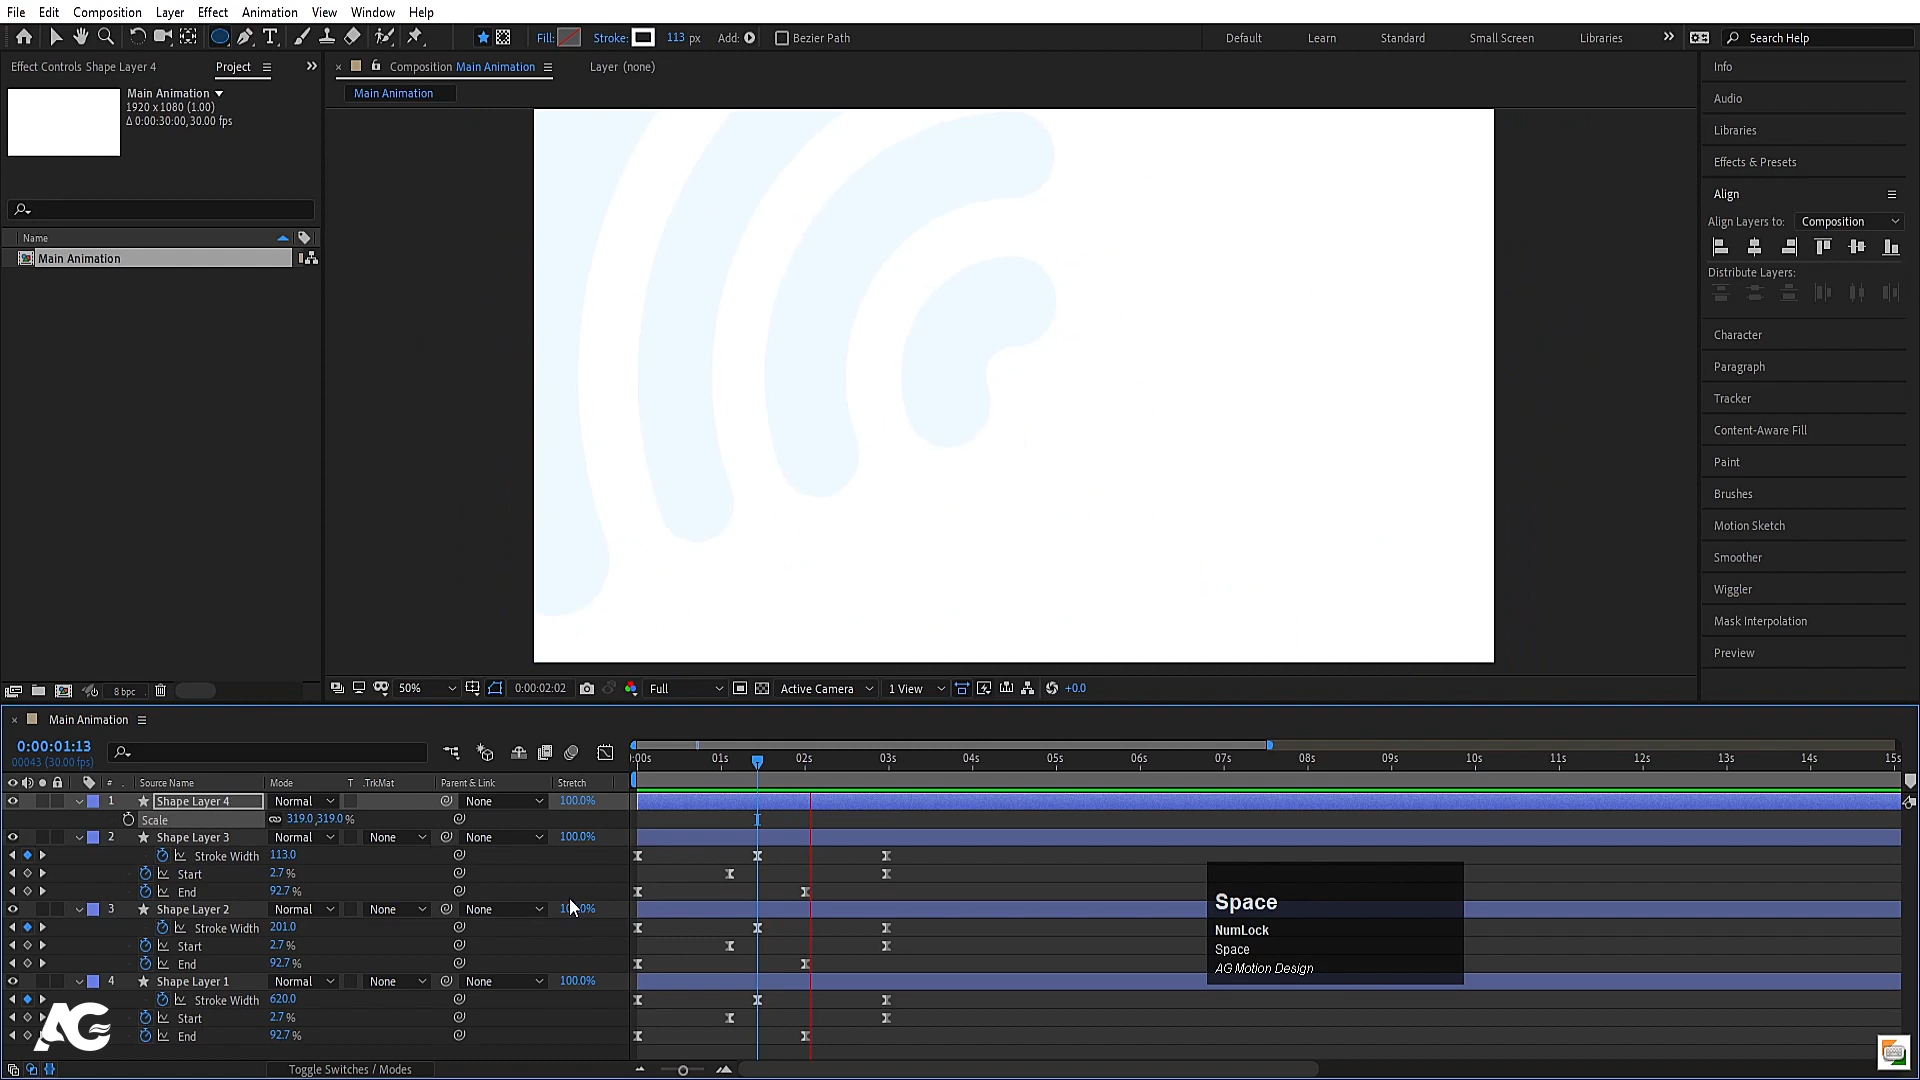 File Edit Composition Layer Effect Animation View Window Help
Fill: Stroke: 113 px Add: Bezier Path Default Learn Standard Small Screen Libraries Search Help
Effect Controls Shape Layer 4 Project
Composition Main Animation Layer (none)
Main Animation
Main Animation
1920 x 1080 (1.00)
Δ 0:00:30:00, 30.00 fps
Name
Main Animation
Info
Audio
Libraries
Effects & Presets
Align
Align Layers to: Composition
Distribute Layers:
Character
Paragraph
Tracker
Content-Aware Fill
Paint
Brushes
Motion Sketch
Smoother
Wiggler
Mask Interpolation
Preview
8 bpc
50% 0:00:02:02 Full Active Camera 1 View +0.0
Main Animation
0:00:01:13
00043 (30.00 fps)
:00s 01s 02s 03s 04s 05s 06s 07s 08s 09s 10s 11s 12s 13s 14s 15s
# Source Name Mode T .TrkMat Parent & Link Stretch
1 Shape Layer 4 Normal None 100.0%
Scale 319.0,319.0%
2 Shape Layer 3 Normal None None 100.0%
Stroke Width 113.0
Start 2.7%
End 92.7%
3 Shape Layer 2 Normal None None
Stroke Width 201.0
Start 2.7%
End 92.7%
4 Shape Layer 1 Normal None None 100.0%
Stroke Width 620.0
Start 2.7%
End 92.7%
Toggle Switches / Modes
Space
NumLock
Space
AG Motion Design
AG